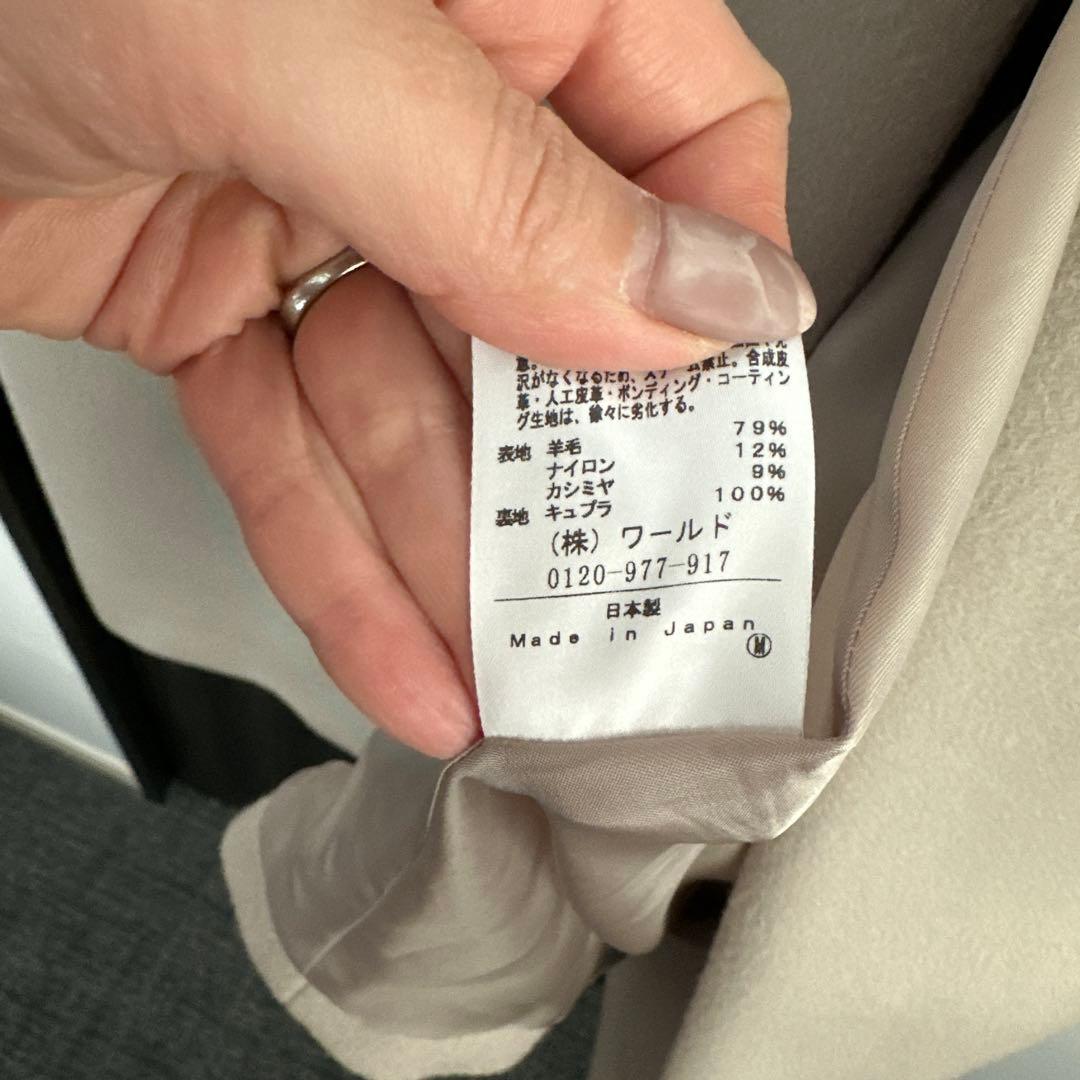 意。
沢がなくなるため、スチーム禁止。合成皮
革・人工皮革・ボンディング・コーティン
グ生地は、徐々に劣化する。
表地 羊毛 79%
ナイロン 12%
カシミヤ 9%
裏地 キュプラ 100%
(株) ワールド
0120-977-917
日本製
Made in Japan
M